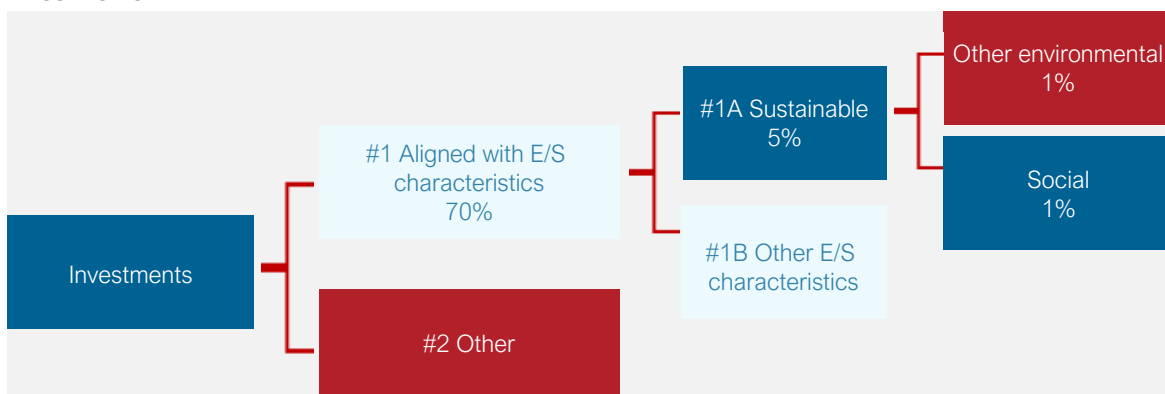 Other environmental
1%
#1A Sustainable
5%
#1 Aligned with E/S
characteristics
70%
Social
1%
#1B Other E/S
characteristics
Investments
#2 Other